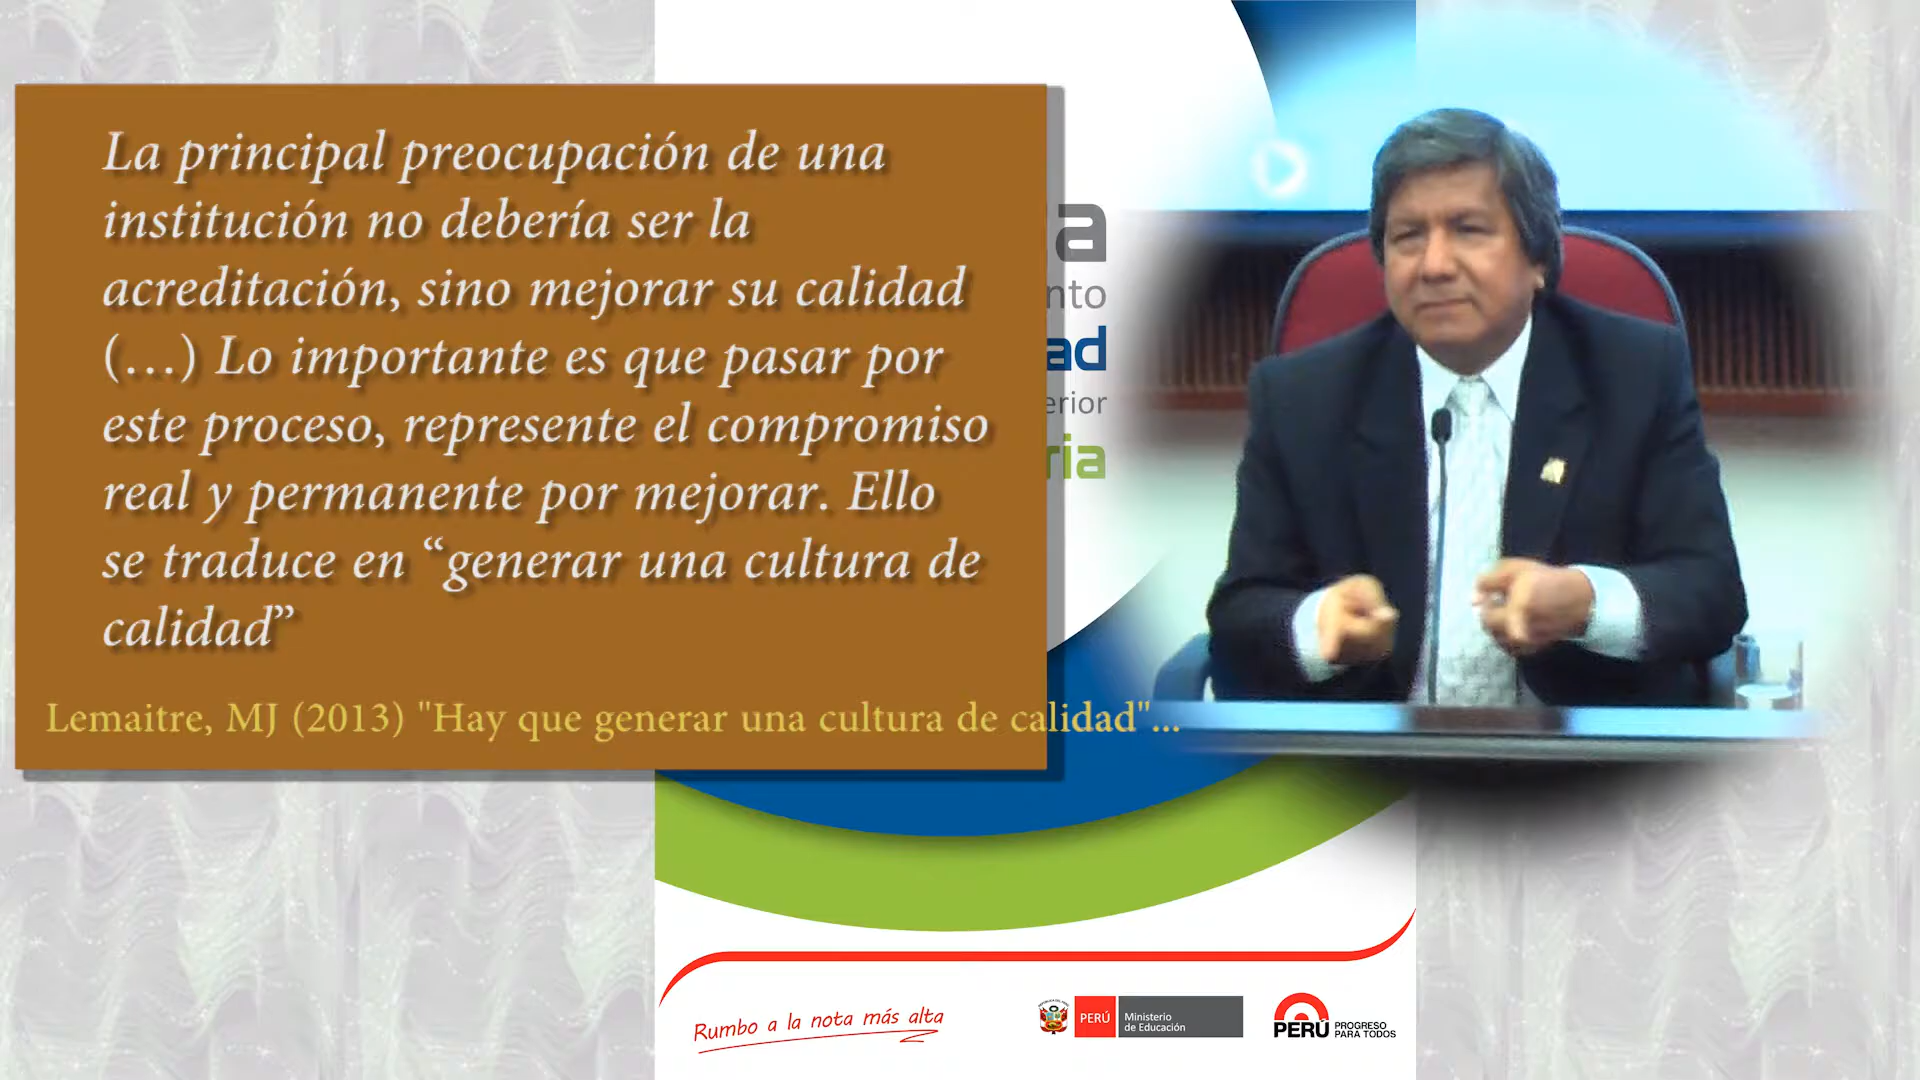 La principal preocupación de una
institución no debería ser la
acreditación, sino mejorar su calidad
(…) Lo importante es que pasar por
este proceso, represente el compromiso
real y permanente por mejorar. Ello
se traduce en “generar una cultura de
calidad”
Lemaitre, MJ (2013) "Hay que generar una cultura de calidad"...
a
nto
ad
erior
ria
Rumbo a la nota más alta
PERÚ
Ministerio
de Educación
PERÚ
PROGRESO
PARA TODOS